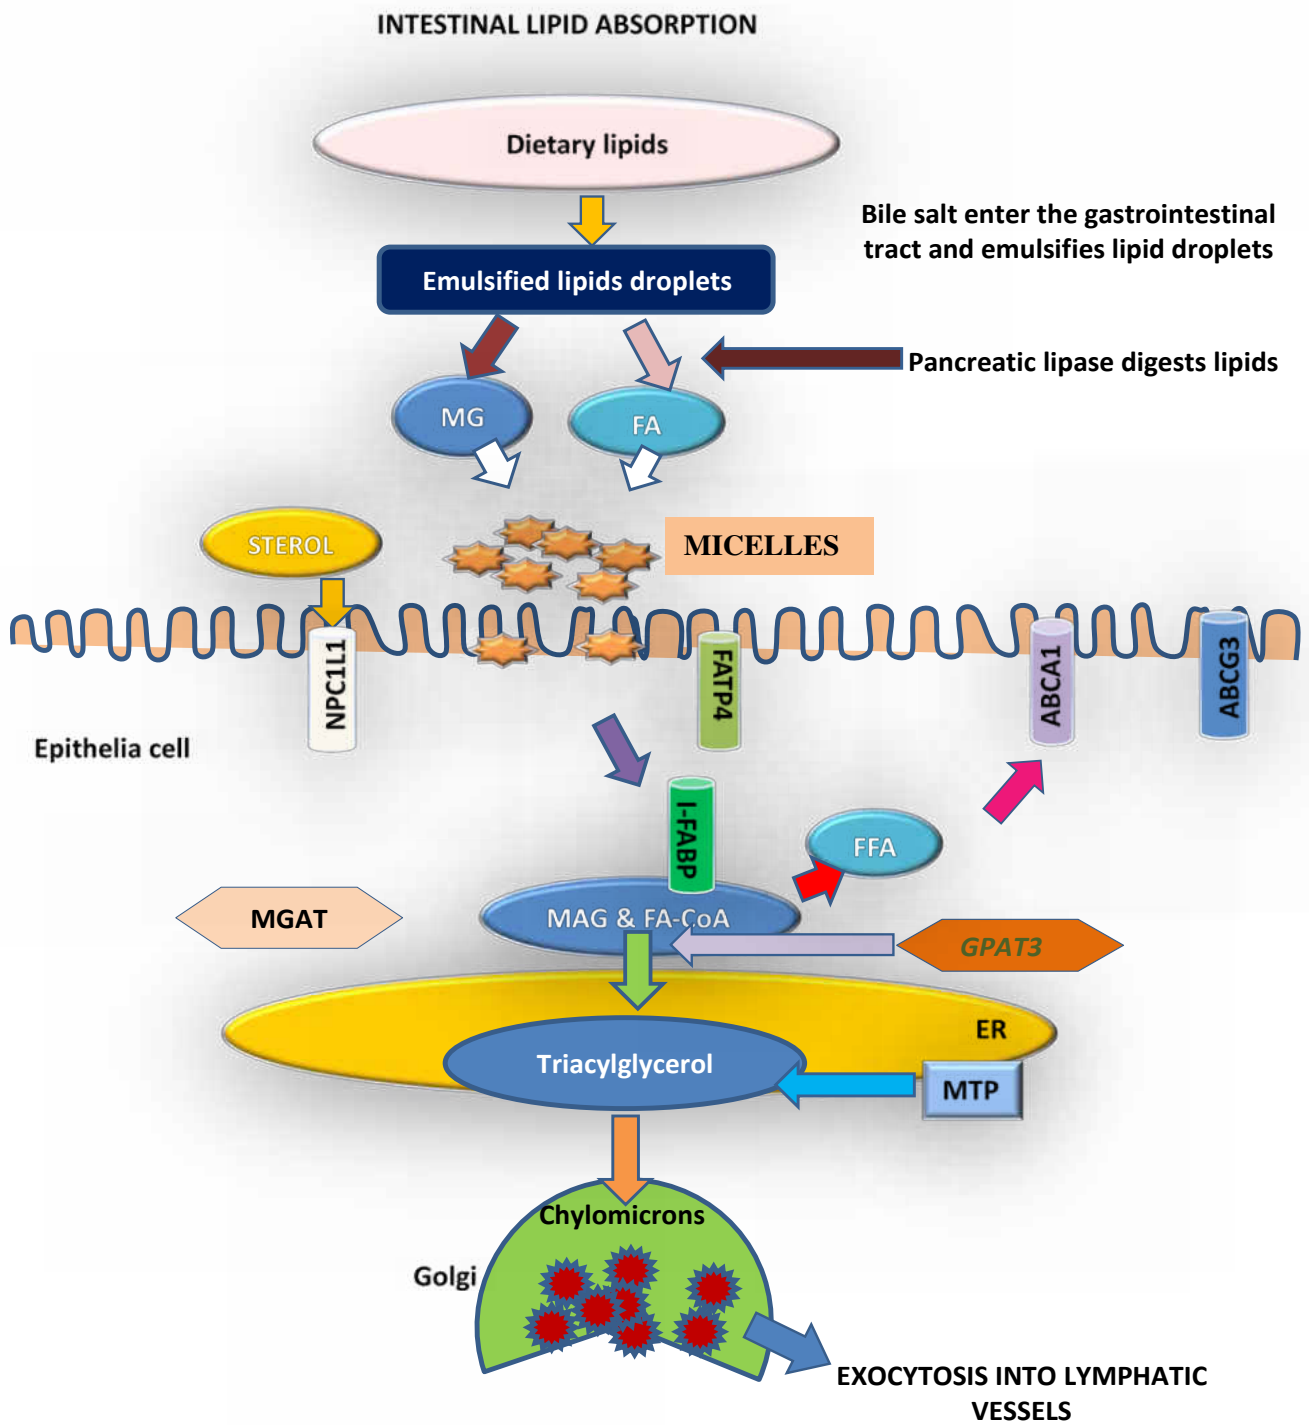 INTESTINAL LIPID ABSORPTION
Dietary lipids
Bile salt enter the gastrointestinal
tract and emulsifies lipid droplets
Emulsified lipids droplets
Pancreatic lipase digests lipids
MG
FA
STEROL
MICELLES
NPC1L1
FATP4
ABCA1
ABCG3
Epithelia cell
I-FABP
FFA
MGAT
MAG & FA-CoA
GPAT3
ER
Triacylglycerol
MTP
Chylomicrons
Golgi
EXOCYTOSIS INTO LYMPHATIC
VESSELS